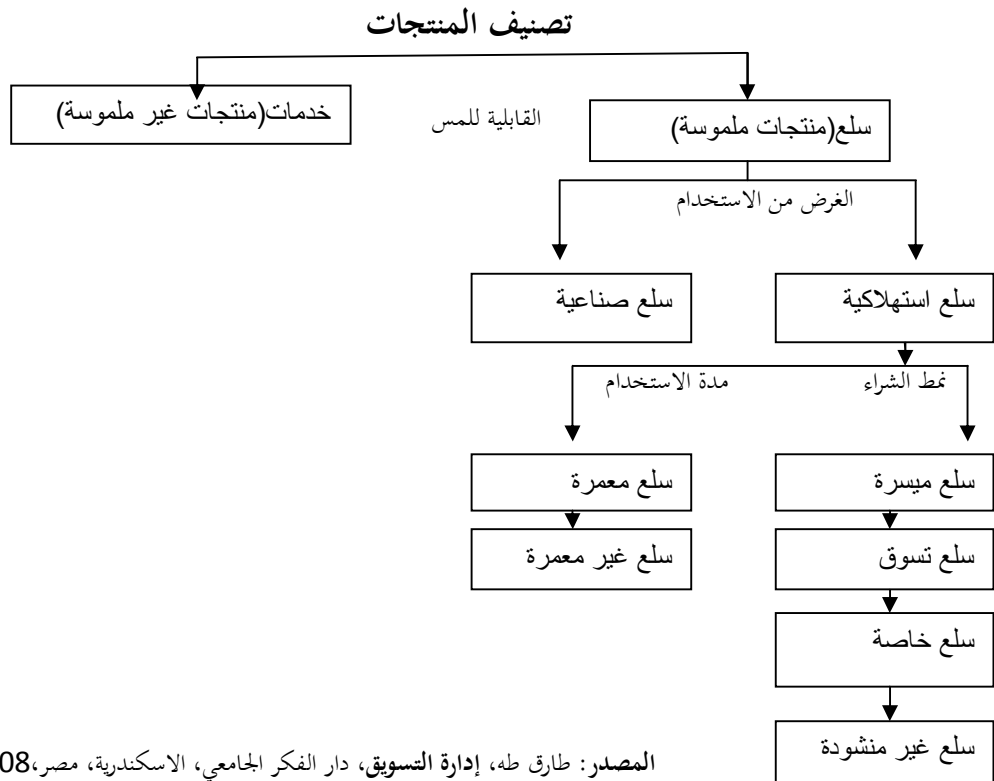 تصنيف المنتجات
سلع(منتجات ملموسة)
القابلية للمس
خدمات(منتجات غير ملموسة)
الغرض من الاستخدام
سلع استهلاكية
سلع صناعية
نمط الشراء
مدة الاستخدام
سلع ميسرة
سلع معمرة
سلع تسوق
سلع غير معمرة
سلع خاصة
سلع غير منشودة
المصدر: طارق طه، إدارة التسويق، دار الفكر الجامعي، الاسكندرية، مصر،08